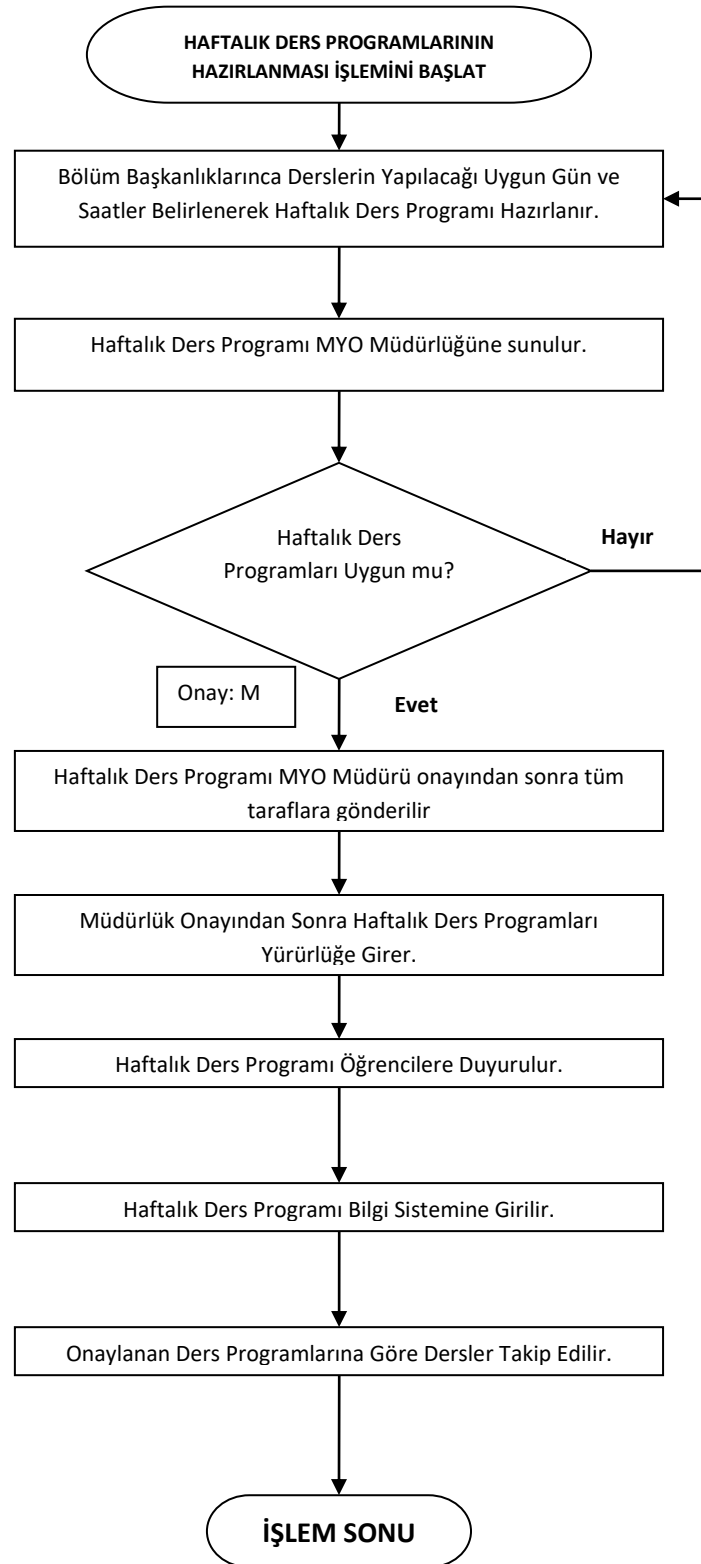 HAFTALIK DERS PROGRAMLARININ
HAZIRLANMASI İŞLEMİNİ BAŞLAT
Bölüm Başkanlıklarınca Derslerin Yapılacağı Uygun Gün ve
Saatler Belirlenerek Haftalık Ders Programı Hazırlanır.
Haftalık Ders Programı MYO Müdürlüğüne sunulur.
Haftalık Ders
Programları Uygun mu?
Hayır
Onay: M
Evet
Haftalık Ders Programı MYO Müdürü onayından sonra tüm
taraflara gönderilir
Müdürlük Onayından Sonra Haftalık Ders Programları
Yürürlüğe Girer.
Haftalık Ders Programı Öğrencilere Duyurulur.
Haftalık Ders Programı Bilgi Sistemine Girilir.
Onaylanan Ders Programlarına Göre Dersler Takip Edilir.
İŞLEM SONU